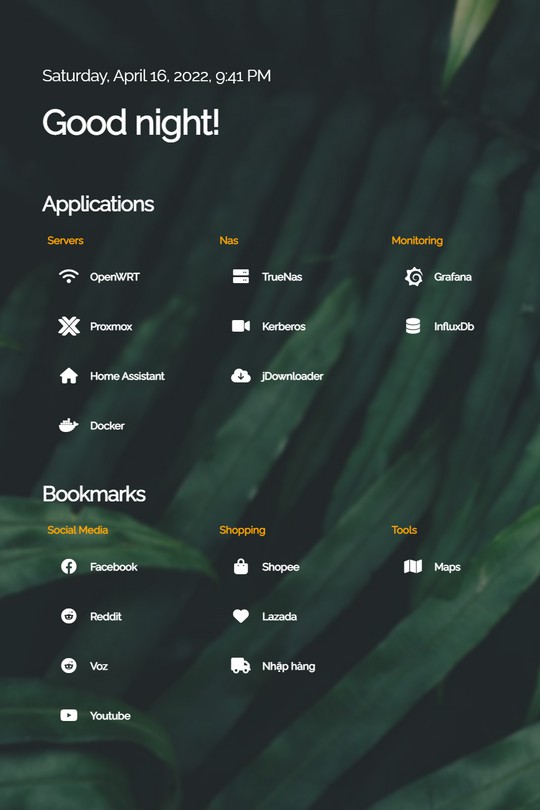 Saturday, April 16, 2022, 9:41 PM
Good night!
Applications
Servers
OpenWRT
Proxmox
Home Assistant
Docker
Nas
TrueNas
Kerberos
jDownloader
Monitoring
Grafana
InfluxDb
Bookmarks
Social Media
Facebook
Reddit
Voz
Youtube
Shopping
Shopee
Lazada
Nhập hàng
Tools
Maps